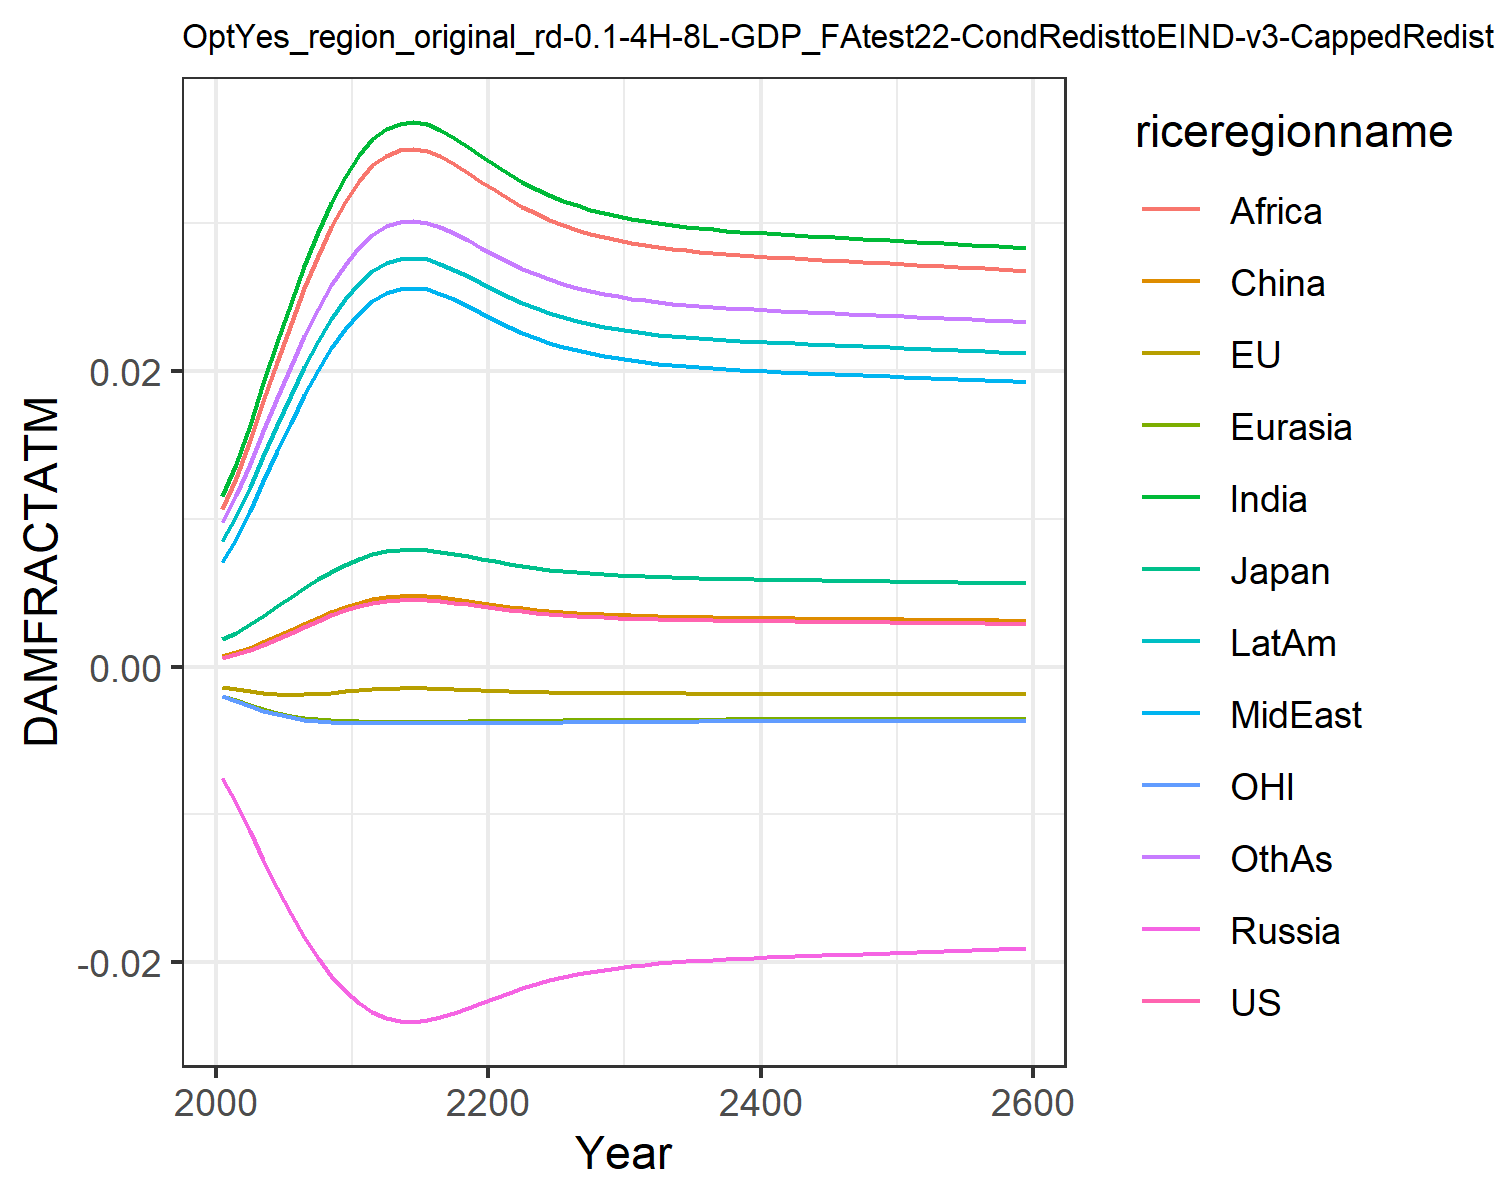 OptYes_region_original_rd-0.1-4H-8L-GDP_FAtest22-CondRedisttoEIND-v3-CappedRedist
DAMFRACTATM
0.02
0.00
-0.02
2000
2200
2400
2600
Year
riceregionname
Africa
China
EU
Eurasia
India
Japan
LatAm
MidEast
OHI
OthAs
Russia
US